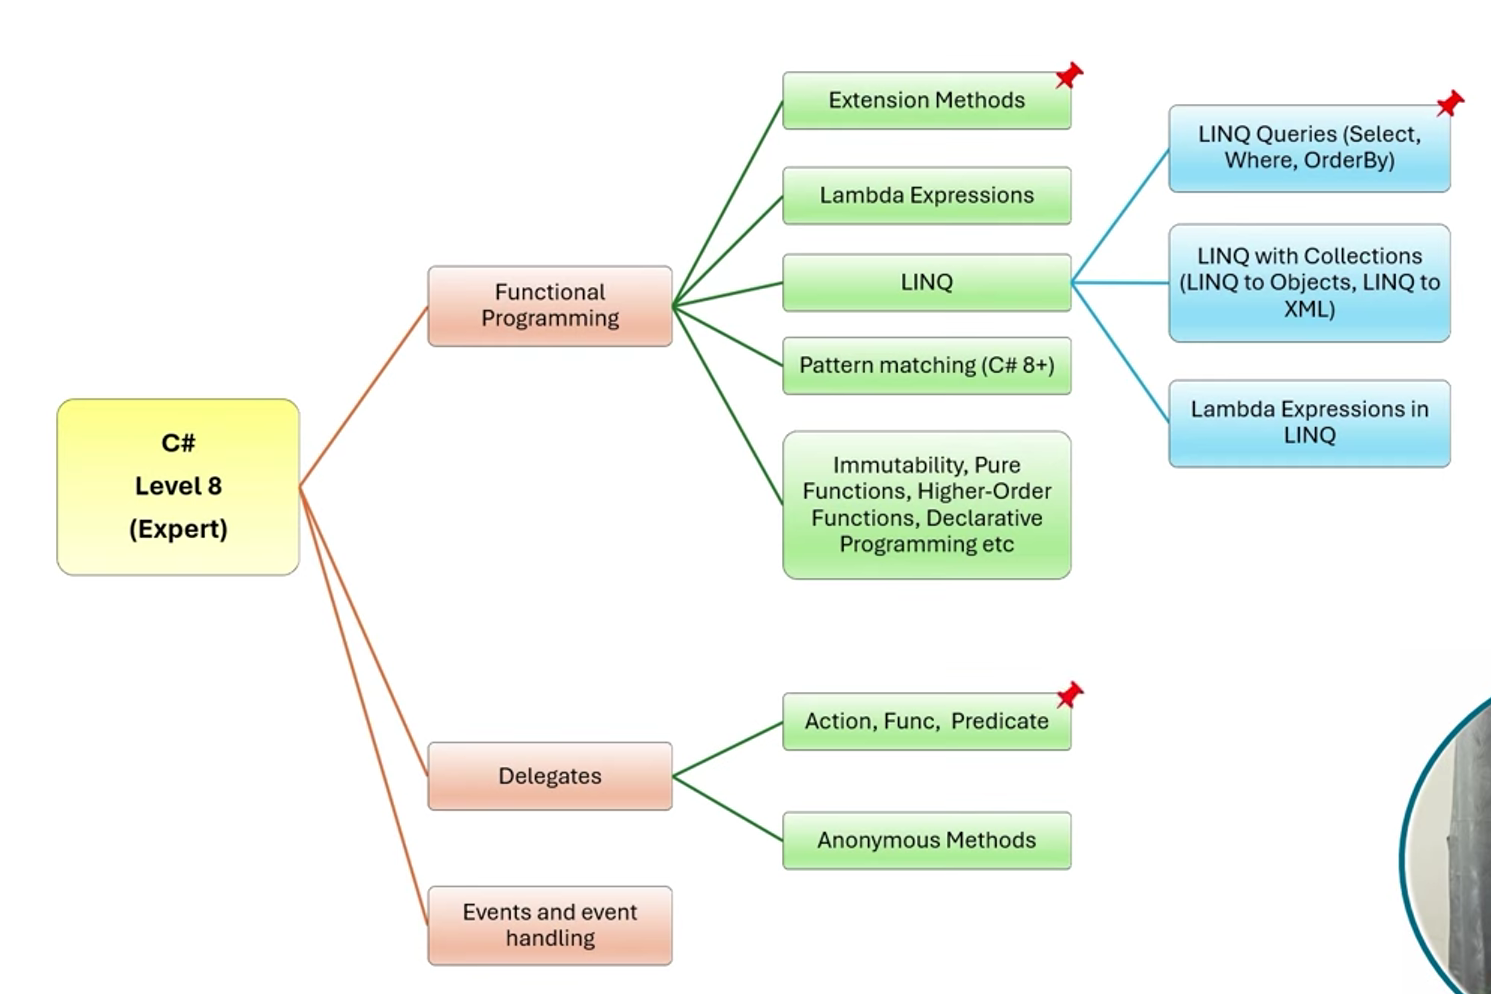 C#
Level 8
(Expert)
Functional
Programming
Extension Methods
Lambda Expressions
LINQ
LINQ Queries (Select,
Where, OrderBy)
LINQ with Collections
(LINQ to Objects, LINQ to
XML)
Lambda Expressions in
LINQ
Pattern matching (C# 8+)
Immutability, Pure
Functions, Higher-Order
Functions, Declarative
Programming etc
Delegates
Action, Func,  Predicate
Anonymous Methods
Events and event
handling